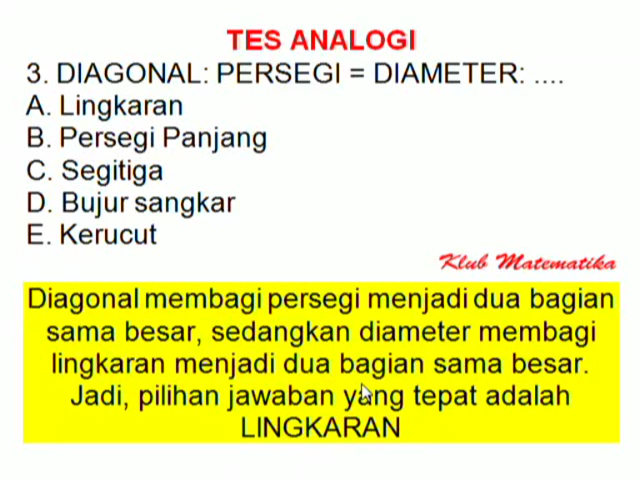 TES ANALOGI
3. DIAGONAL: PERSEGI = DIAMETER: ....
A. Lingkaran
B. Persegi Panjang
C. Segitiga
D. Bujur sangkar
E. Kerucut
Klub Matematika
Diagonal membagi persegi menjadi dua bagian
sama besar, sedangkan diameter membagi
lingkaran menjadi dua bagian sama besar.
Jadi, pilihan jawaban yang tepat adalah
LINGKARAN